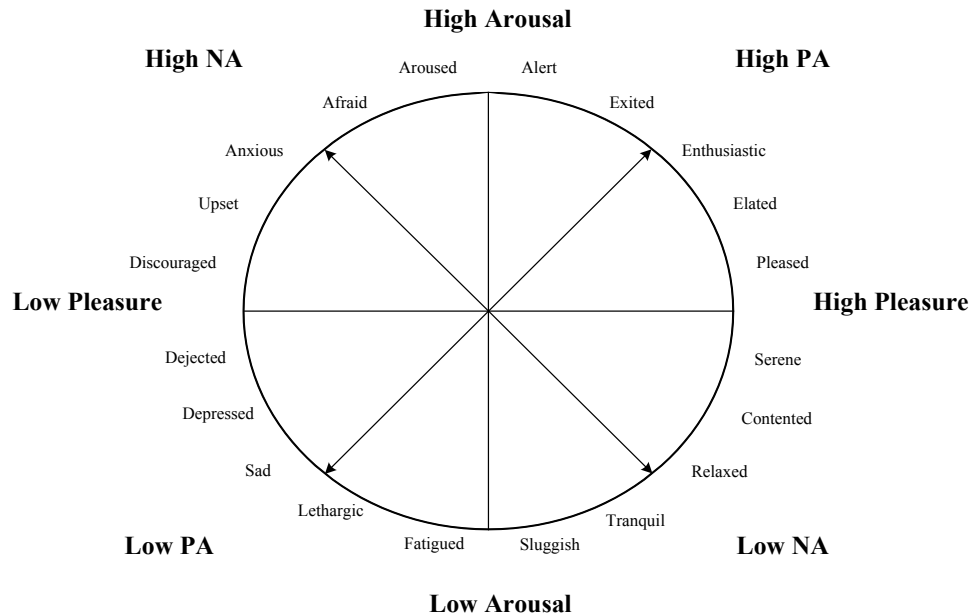 High Arousal
High NA
High PA
Aroused
Alert
Afraid
Exited
Anxious
Enthusiastic
Upset
Elated
Discouraged
Pleased
Low Pleasure
High Pleasure
Dejected
Serene
Depressed
Contented
Sad
Relaxed
Lethargic
Tranquil
Fatigued
Sluggish
Low PA
Low NA
Low Arousal